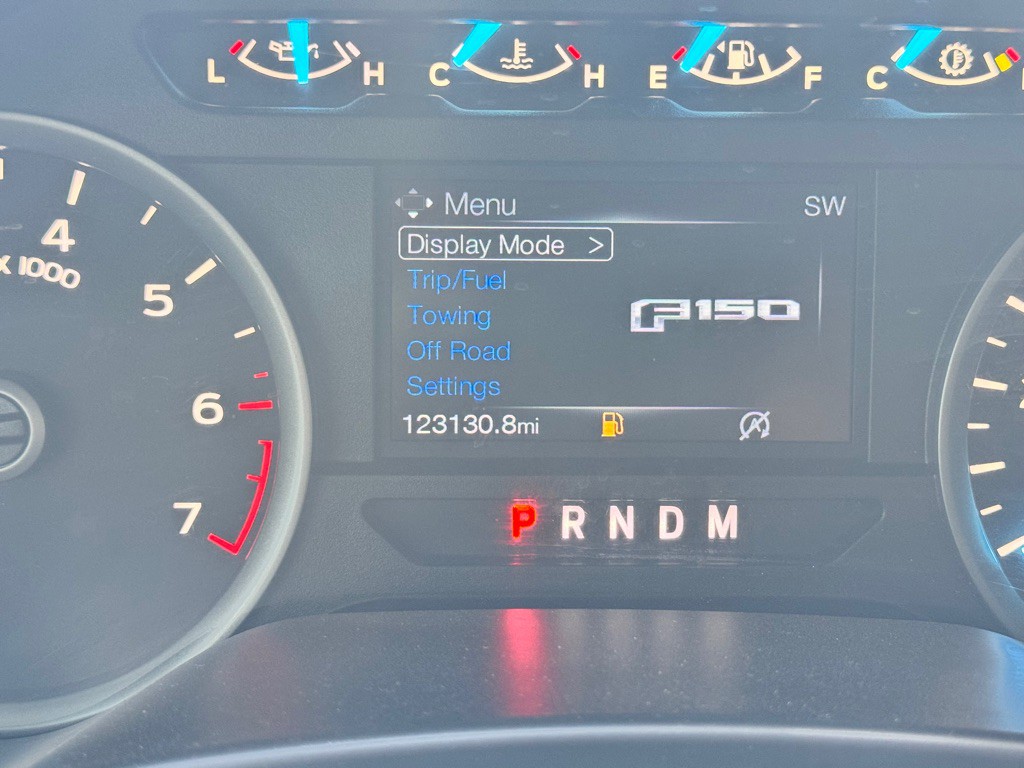 L H C H E F C
Menu SW
Display Mode >
Trip/Fuel
Towing
Off Road
Settings
F150
123130.8mi
P R N D M
4
X 1000
5
6
7